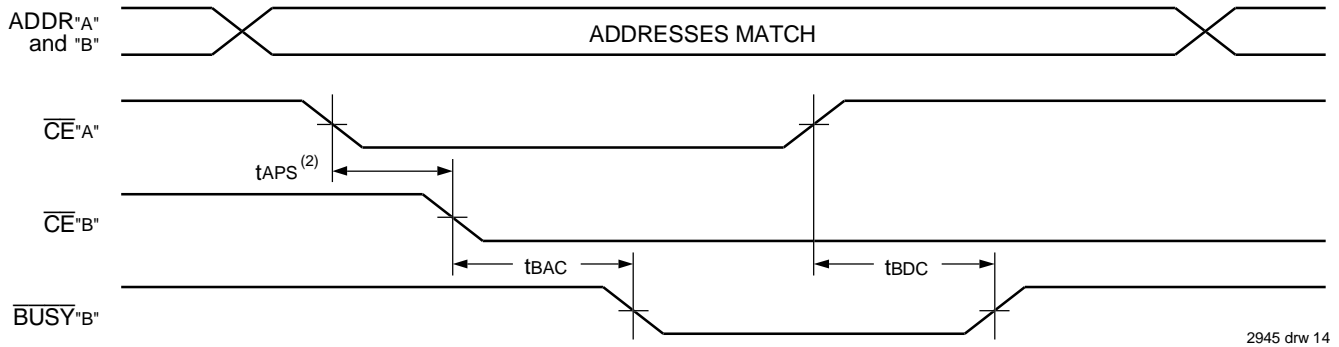 ADDR"A"
and "B"
ADDRESSES MATCH
CE"A"
tAPS (2)
CE"B"
tBAC
tBDC
BUSY"B"
2945 drw 14